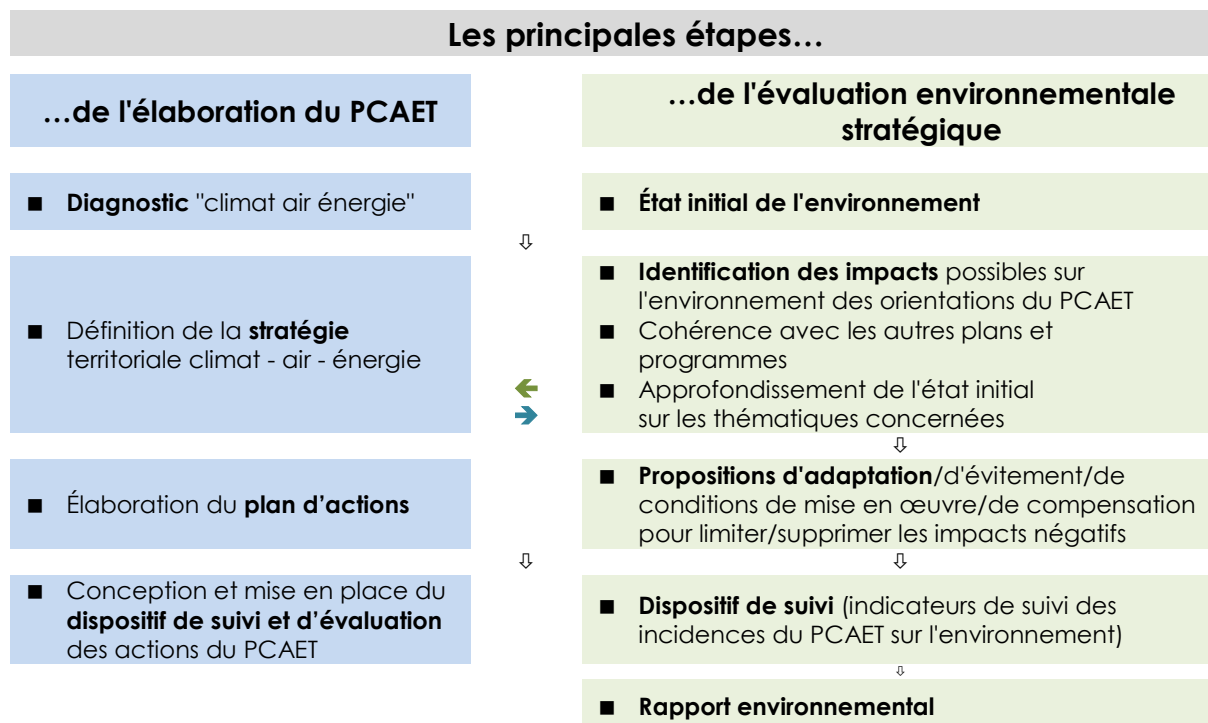 Les principales étapes…
…de l'élaboration du PCAET
…de l'évaluation environnementale
stratégique
■ Diagnostic "climat air énergie"
■ État initial de l'environnement
■ Définition de la stratégie
territoriale climat - air - énergie
■ Identification des impacts possibles sur
l'environnement des orientations du PCAET
■ Cohérence avec les autres plans et
programmes
■ Approfondissement de l'état initial
sur les thématiques concernées
■ Élaboration du plan d’actions
■ Propositions d'adaptation/d'évitement/de
conditions de mise en œuvre/de compensation
pour limiter/supprimer les impacts négatifs
■ Conception et mise en place du
dispositif de suivi et d’évaluation
des actions du PCAET
■ Dispositif de suivi (indicateurs de suivi des
incidences du PCAET sur l'environnement)
■ Rapport environnemental